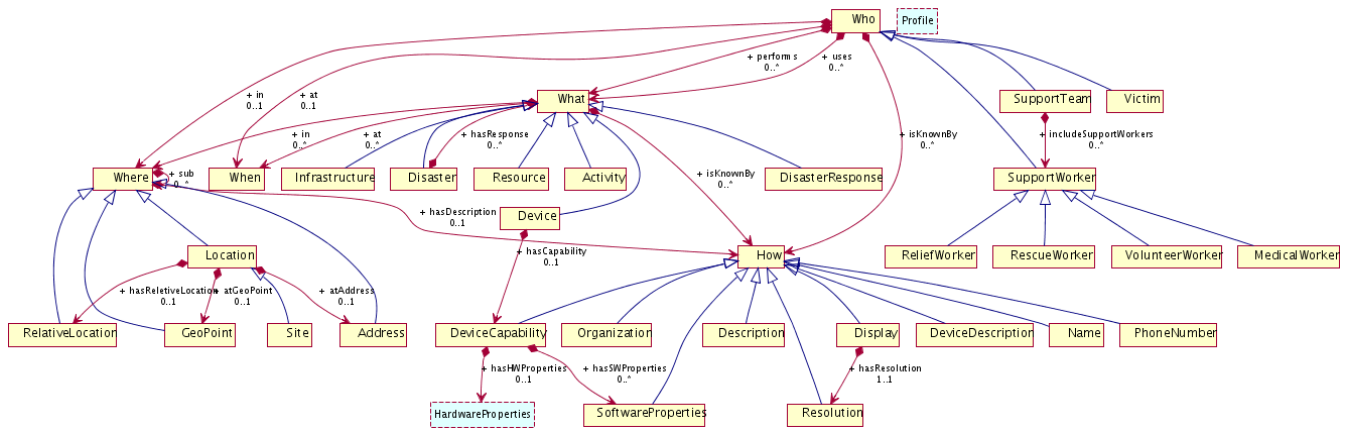 Who
Profile
+ performs
0..*
+ uses
0..*
+ in
0..1
+ at
0..1
What
SupportTeam
Victim
+ in
0..*
+ at
0..*
+ hasResponse
0..*
+ isKnownBy
0..*
+ includeSupportWorkers
0..*
Where
+ sub
0..*
When
Infrastructure
Disaster
Resource
Activity
DisasterResponse
SupportWorker
+ isKnownBy
0..*
+ hasDescription
0..1
Device
Location
+ hasCapability
0..1
How
ReliefWorker
RescueWorker
VolunteerWorker
MedicalWorker
+ hasReletiveLocation
0..1
+ atGeoPoint
0..1
+ atAddress
0..1
RelativeLocation
GeoPoint
Site
Address
DeviceCapability
Organization
Description
Display
DeviceDescription
Name
PhoneNumber
+ hasHWProperties
0..1
+ hasSWProperties
0..*
+ hasResolution
1..1
HardwareProperties
SoftwareProperties
Resolution